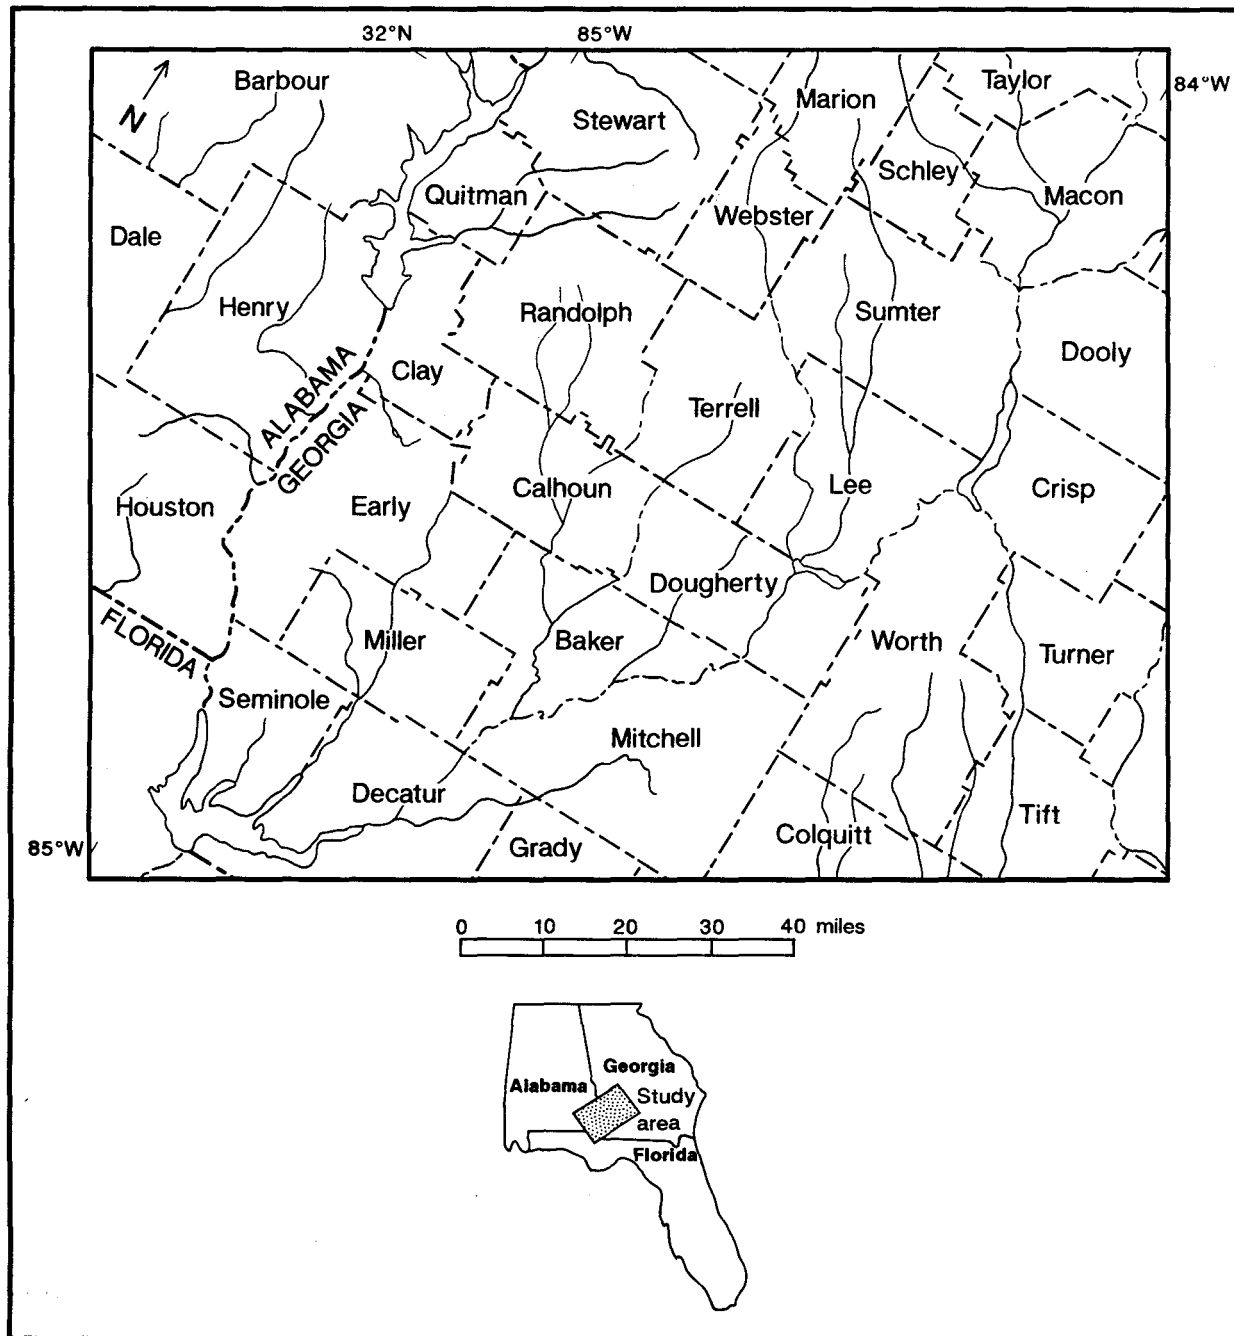 32°N 85°W
84°W
Barbour
Taylor
Marion
Stewart
N
Schley
Quitman
Macon
Webster
Dale
Henry
Randolph
Sumter
Dooly
ALABAMA
Clay
GEORGIA
Terrell
Houston
Early
Calhoun
Lee
Crisp
Dougherty
FLORIDA
Miller
Baker
Worth
Turner
Seminole
Mitchell
Decatur
Tift
Colquitt
85°W
Grady
0 10 20 30 40 miles
Georgia
Alabama
Study
area
Florida